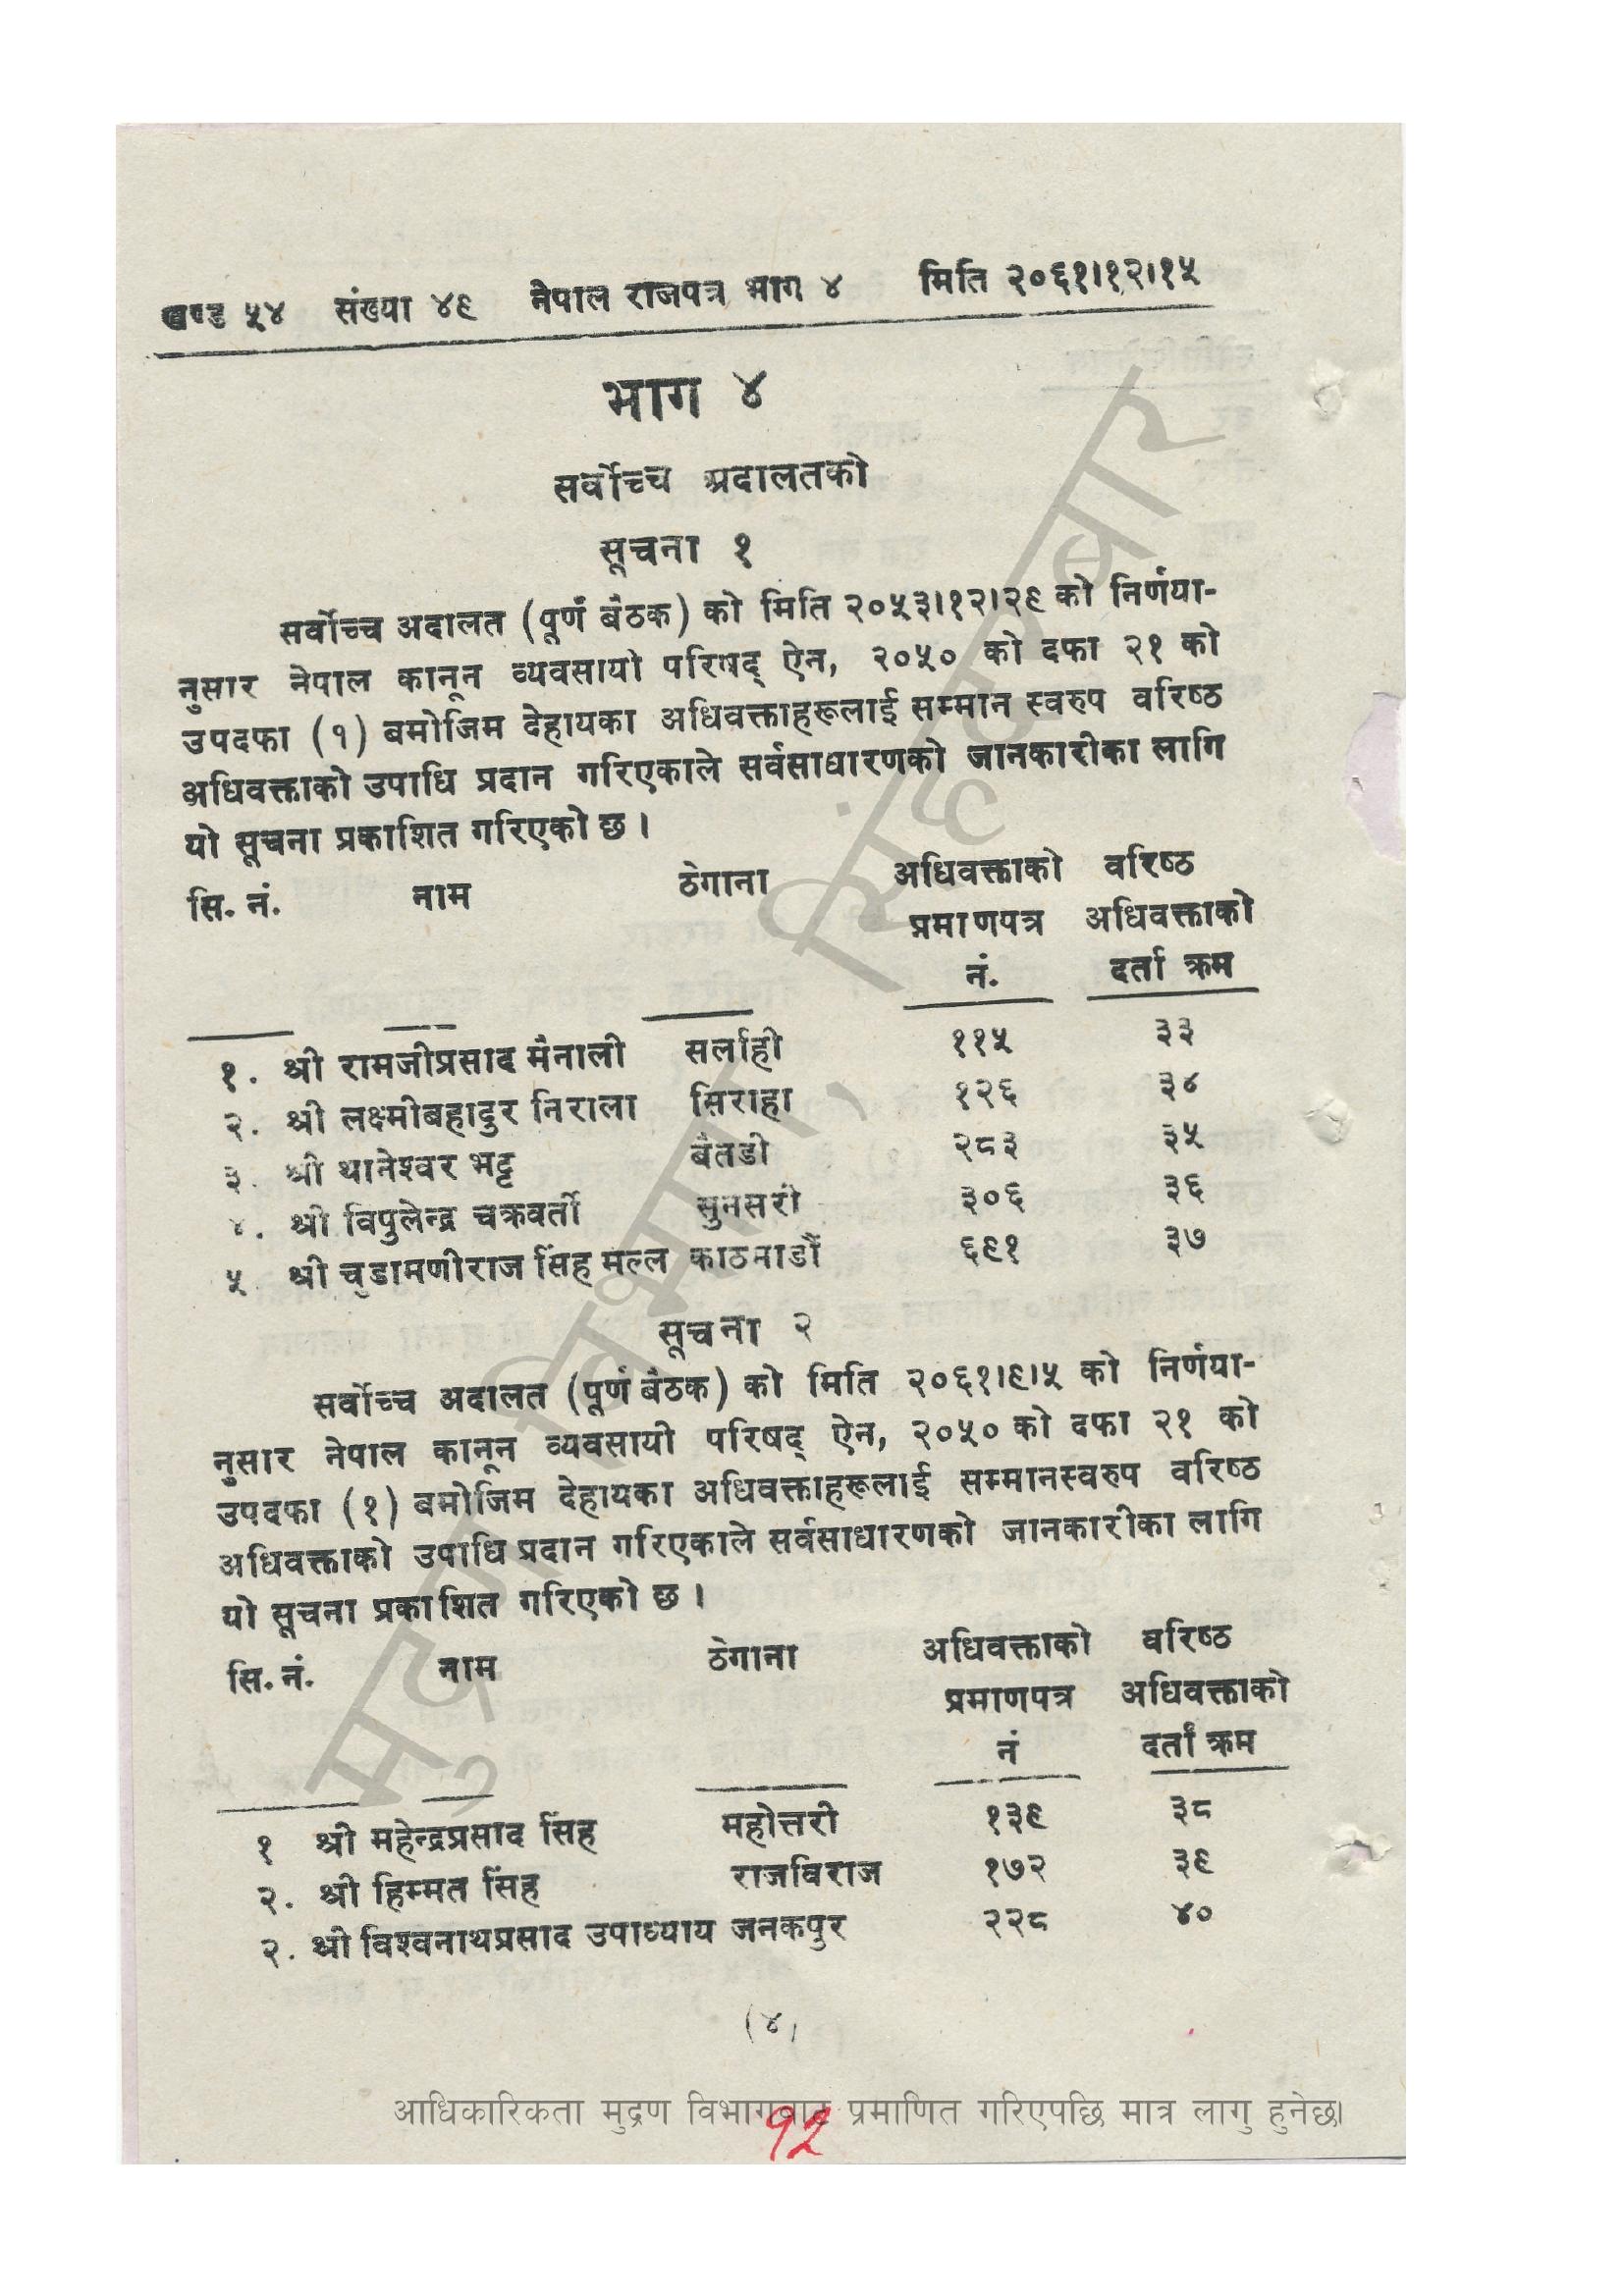 खण्ड ५४ संख्या ४९ नेपाल राजपत्र भाग ४ मिति २०६१।१२।१५
भाग ४
सर्वोच्च अदालतको
सूचना १
सर्वोच्च अदालत (पूर्ण बैठक) को मिति २०५३।१२।२९ को निर्णया-
नुसार नेपाल कानून व्यवसायी परिषद् ऐन, २०५० को दफा २१ को
उपदफा (१) बमोजिम देहायका अधिवक्ताहरूलाई सम्मान स्वरुप वरिष्ठ
अधिवक्ताको उपाधि प्रदान गरिएकाले सर्वसाधारणको जानकारीका लागि
यो सूचना प्रकाशित गरिएको छ ।
सि. नं. नाम ठेगाना अधिवक्ताको वरिष्ठ
प्रमाणपत्र अधिवक्ताको
नं. दर्ता क्रम
१. श्री रामजीप्रसाद मैनाली सर्लाही ११५ ३३
२. श्री लक्ष्मीबहादुर निराला सिराहा १२६ ३४
३. श्री थानेश्वर भट्ट बैतडी २८३ ३५
४. श्री विपुलेन्द्र चक्रवर्ती सुनसरी ३०६ ३६
५ श्री चुडामणीराज सिंह मल्ल काठमाडौं ६९१ ३७
सूचना २
सर्वोच्च अदालत (पूर्ण बैठक) को मिति २०६१।९।५ को निर्णया-
नुसार नेपाल कानून व्यवसायी परिषद् ऐन, २०५० को दफा २१ को
उपदफा (१) बमोजिम देहायका अधिवक्ताहरूलाई सम्मानस्वरुप वरिष्ठ
अधिवक्ताको उपाधि प्रदान गरिएकाले सर्वसाधारणको जानकारीका लागि
यो सूचना प्रकाशित गरिएको छ ।
सि. नं. नाम ठेगाना अधिवक्ताको वरिष्ठ
प्रमाणपत्र अधिवक्ताको
नं दर्ता क्रम
१ श्री महेन्द्रप्रसाद सिंह महोत्तरी १३९ ३८
२. श्री हिम्मत सिंह राजविराज १७२ ३९
२. श्री विश्वनाथप्रसाद उपाध्याय जनकपुर २२८ ४०
(४)
आधिकारिकता मुद्रण विभागबाट प्रमाणित गरिएपछि मात्र लागु हुनेछ।
१२
मुद्रण विभाग, सिंहदरबार